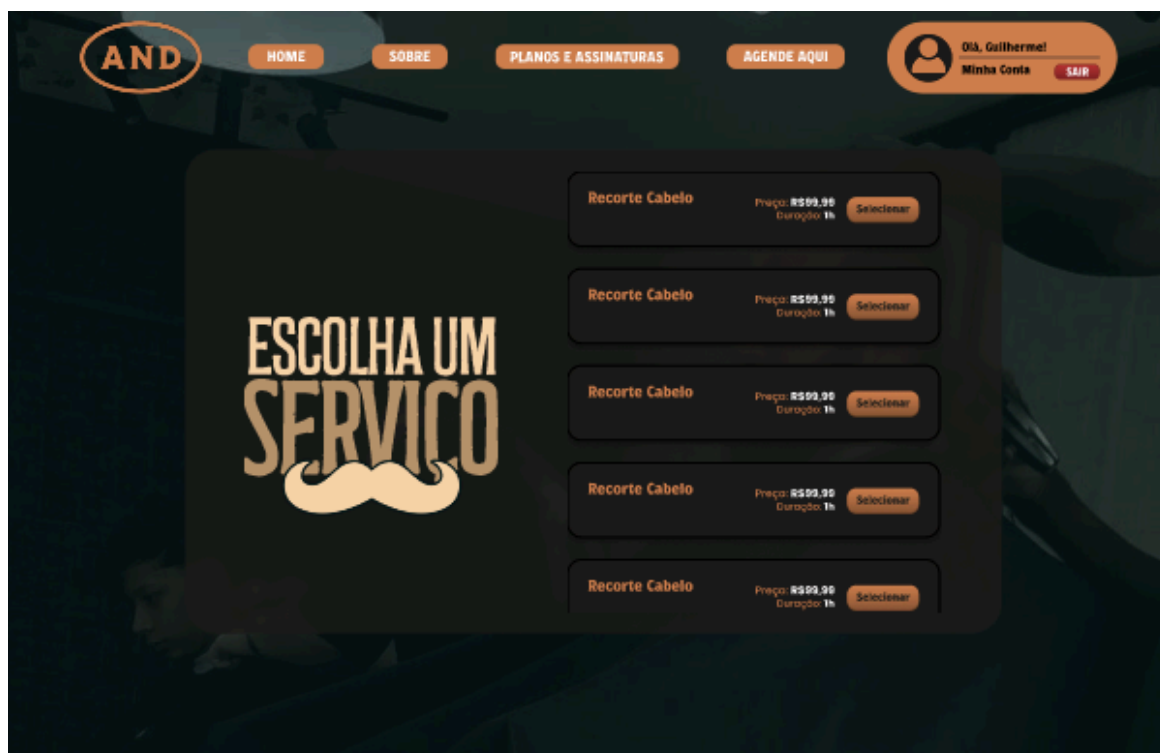 AND
HOME
SOBRE
PLANOS E ASSINATURAS
AGENDE AQUI
Olá, Guilherme!
Minha Conta
SAIR
ESCOLHA UM
SERVIÇO
Recorte Cabelo
Preço: R$99,99
Duração: 1h
Selecionar
Recorte Cabelo
Preço: R$99,99
Duração: 1h
Selecionar
Recorte Cabelo
Preço: R$99,99
Duração: 1h
Selecionar
Recorte Cabelo
Preço: R$99,99
Duração: 1h
Selecionar
Recorte Cabelo
Preço: R$99,99
Duração: 1h
Selecionar